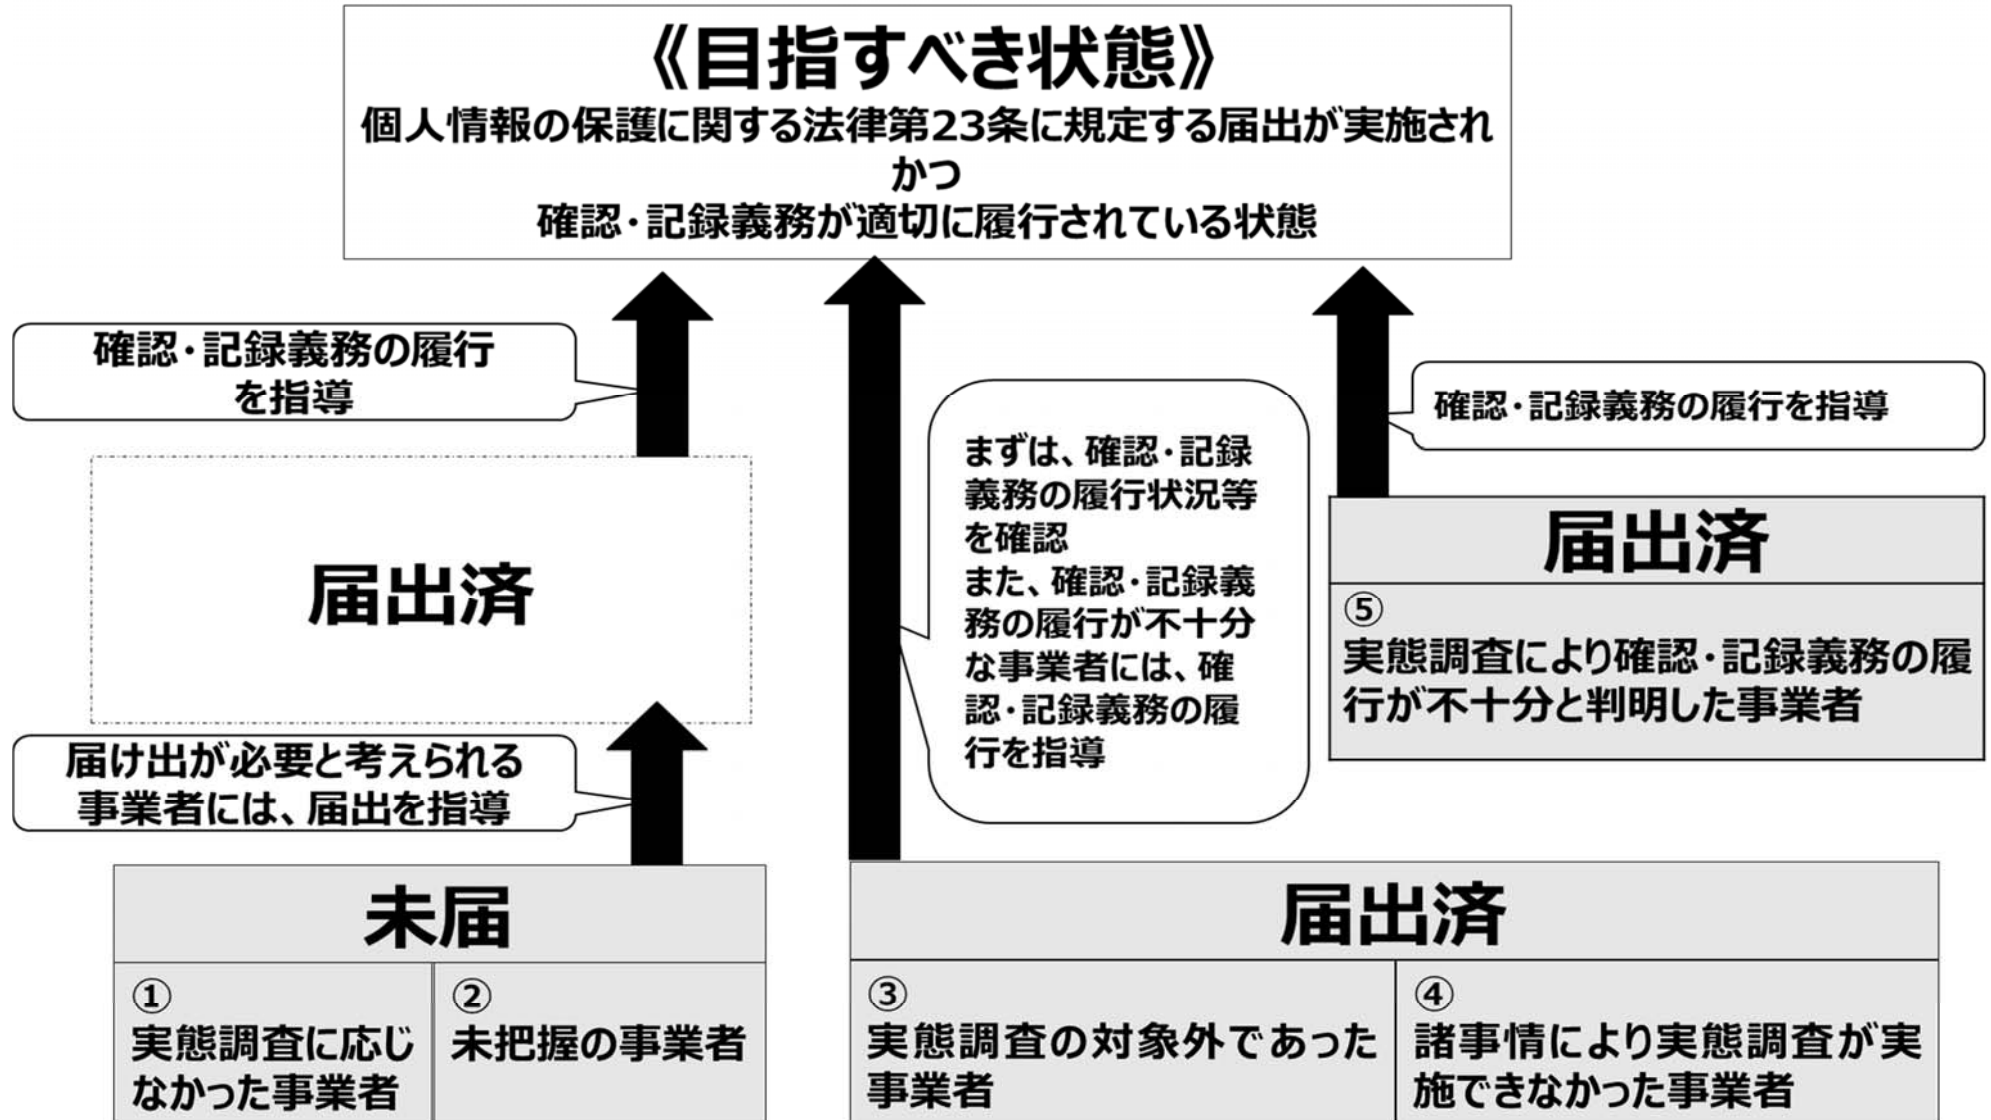 《目指すべき状態》
個人情報の保護に関する法律第23条に規定する届出が実施され
かつ
確認・記録義務が適切に履行されている状態
確認・記録義務の履行
を指導
確認・記録義務の履行を指導
まずは、確認・記録
義務の履行状況等
を確認
また、確認・記録義
務の履行が不十分
な事業者には、確
認・記録義務の履
行を指導
届出済
届出済
⑤
実態調査により確認・記録義務の履
行が不十分と判明した事業者
届け出が必要と考えられる
事業者には、届出を指導
未届
①
実態調査に応じ
なかった事業者
②
未把握の事業者
届出済
③
実態調査の対象外であった
事業者
④
諸事情により実態調査が実
施できなかった事業者